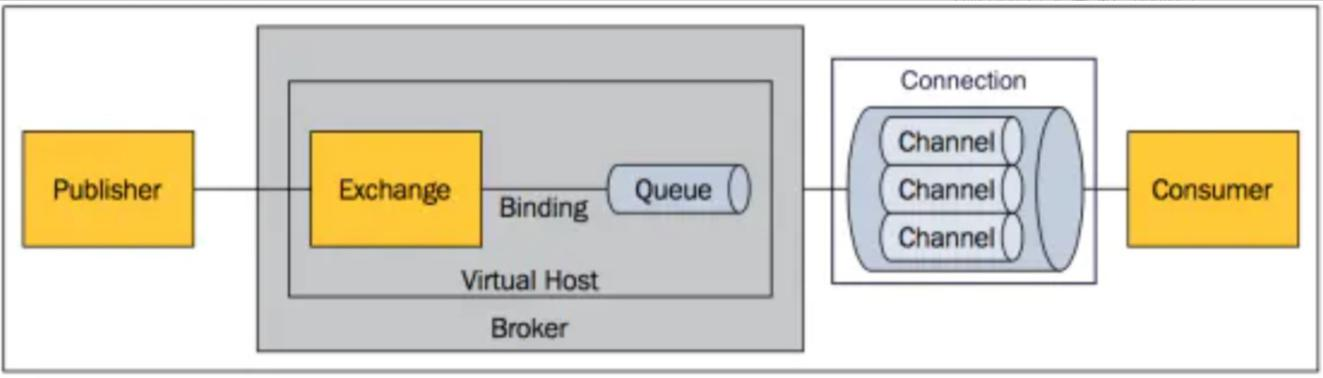 Publisher
Exchange
Binding
Queue
Virtual Host
Broker
Connection
Channel
Channel
Channel
Consumer